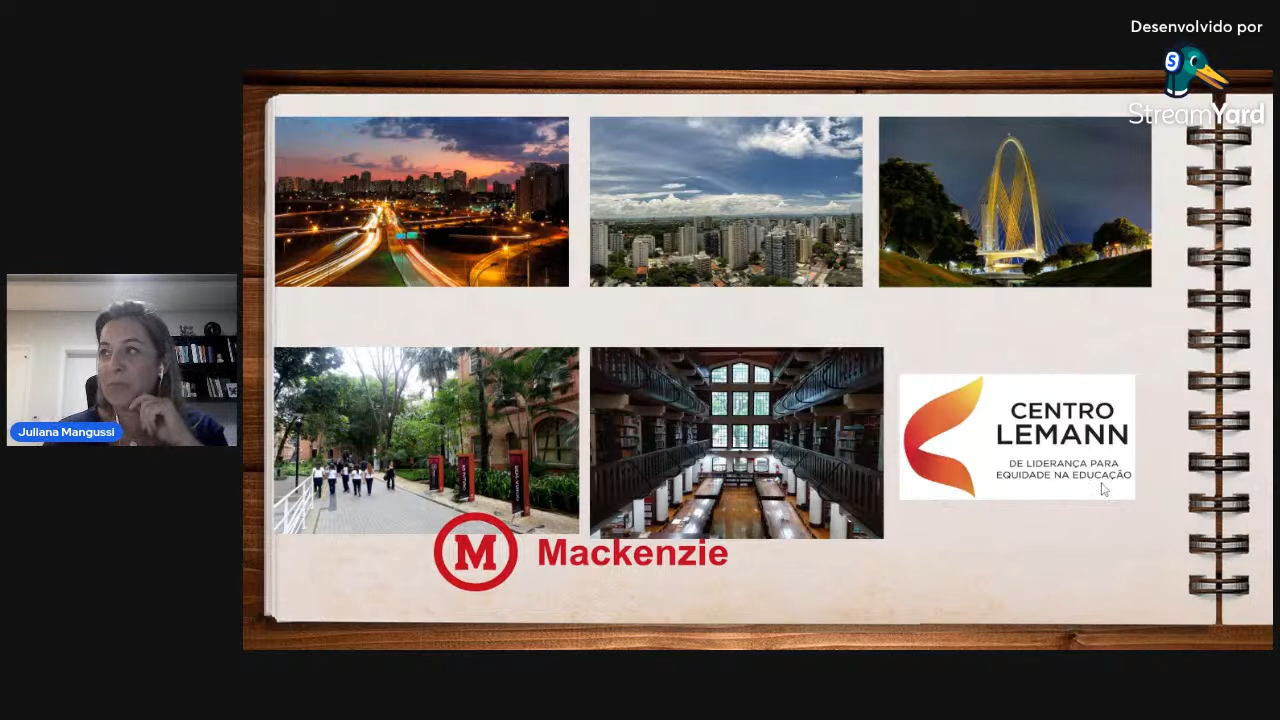 Desenvolvido por
S
StreamYard
Juliana Mangussi
CENTRO
LEMANN
DE LIDERANÇA PARA
EQUIDADE NA EDUCAÇÃO
M Mackenzie